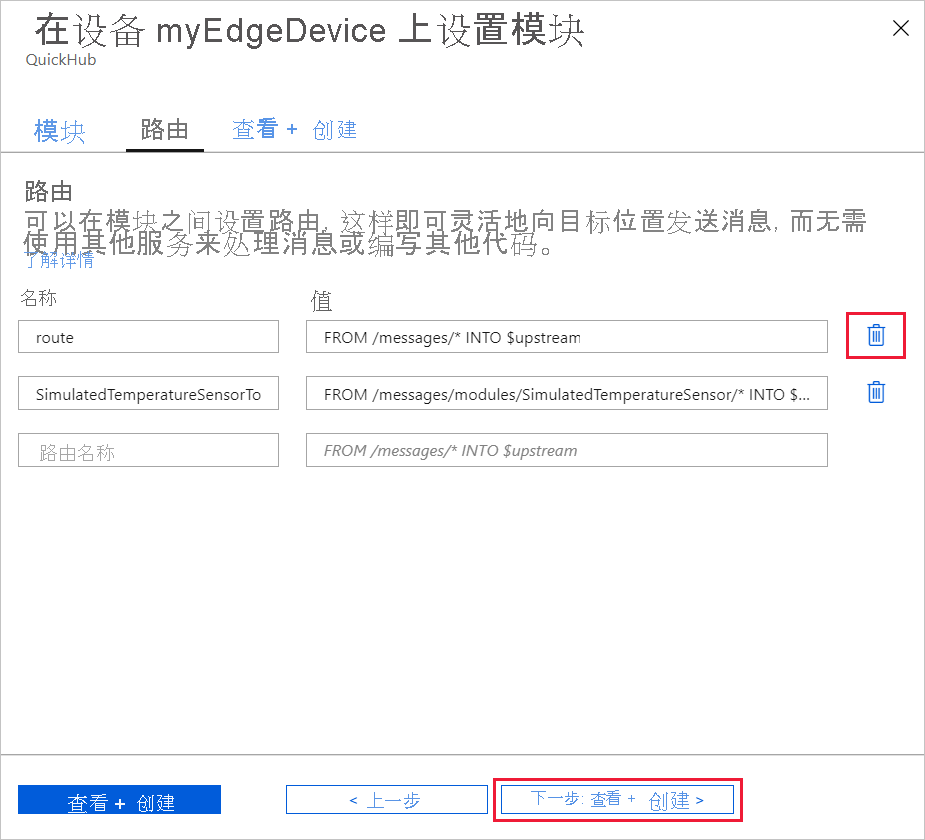 在设备 myEdgeDevice 上设置模块
QuickHub
模块 路由 查看 + 创建
路由
可以在模块之间设置路由, 这样即可灵活地向目标位置发送消息, 而无需
使用其他服务来处理消息或编写其他代码。
了解详情
名称 值
route FROM /messages/* INTO $upstream
SimulatedTemperatureSensorTo FROM /messages/modules/SimulatedTemperatureSensor/* INTO $...
路由名称 FROM /messages/* INTO $upstream
查看 + 创建 < 上一步 下一步: 查看 + 创建 >